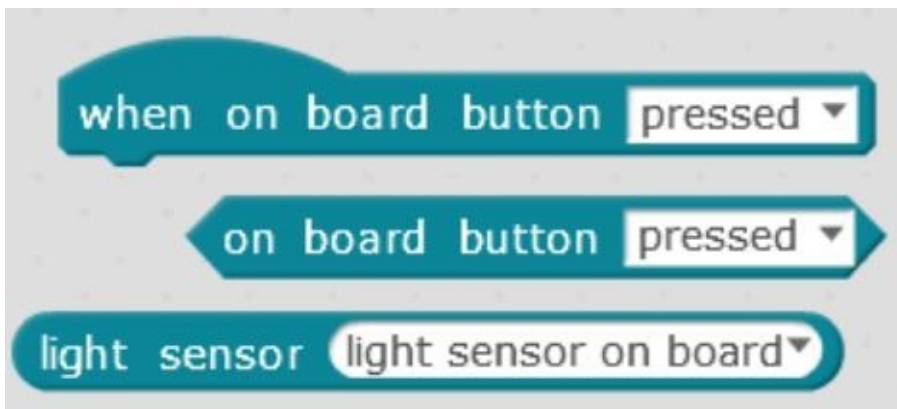 when on board button pressed
on board button pressed
light sensor light sensor on board